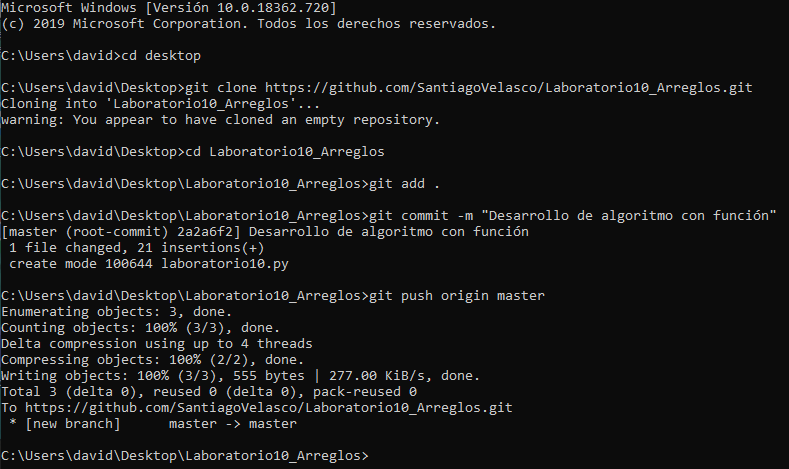 Microsoft Windows [Versión 10.0.18362.720]
(c) 2019 Microsoft Corporation. Todos los derechos reservados.
C:\Users\david>cd desktop
C:\Users\david\Desktop>git clone https://github.com/SantiagoVelasco/Laboratorio10_Arreglos.git
Cloning into 'Laboratorio10_Arreglos'...
warning: You appear to have cloned an empty repository.
C:\Users\david\Desktop>cd Laboratorio10_Arreglos
C:\Users\david\Desktop\Laboratorio10_Arreglos>git add .
C:\Users\david\Desktop\Laboratorio10_Arreglos>git commit -m "Desarrollo de algoritmo con función"
[master (root-commit) 2a2a6f2] Desarrollo de algoritmo con función
1 file changed, 21 insertions(+)
create mode 100644 laboratorio10.py
C:\Users\david\Desktop\Laboratorio10_Arreglos>git push origin master
Enumerating objects: 3, done.
Counting objects: 100% (3/3), done.
Delta compression using up to 4 threads
Compressing objects: 100% (2/2), done.
Writing objects: 100% (3/3), 555 bytes | 277.00 KiB/s, done.
Total 3 (delta 0), reused 0 (delta 0), pack-reused 0
To https://github.com/SantiagoVelasco/Laboratorio10_Arreglos.git
* [new branch]      master -> master
C:\Users\david\Desktop\Laboratorio10_Arreglos>